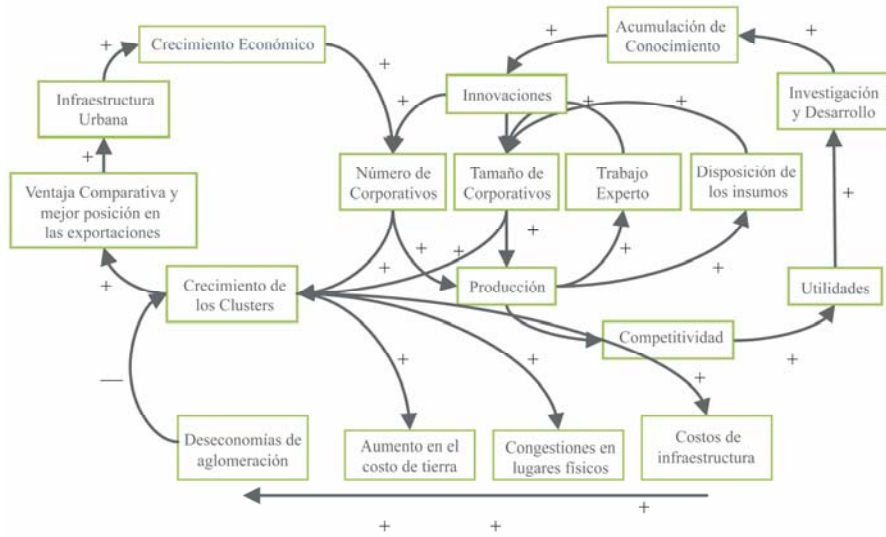 Acumulación de
Conocimiento
+
+
+
Crecimiento Económico
+
Innovaciones
Investigación
y Desarrollo
Infraestructura
Urbana
+
+
+
+
Número de
Corporativos
Tamaño de
Corporativos
Trabajo
Experto
Disposición de
los insumos
Ventaja Comparativa y
mejor posición en
las exportaciones
+
+
+
+
+
+
+
+
Crecimiento de
los Clusters
+
Producción
Utilidades
Competitividad
+
—
+
+
+
Deseconomías de
aglomeración
Aumento en el
costo de tierra
Congestiones en
lugares físicos
Costos de
infraestructura
+
+
+